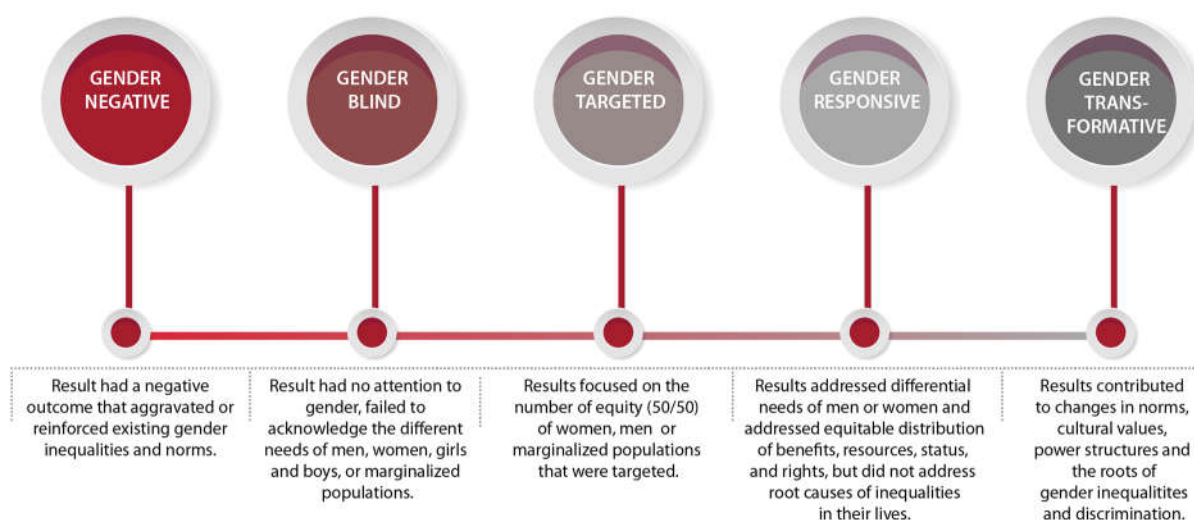 GENDER
NEGATIVE
GENDER
BLIND
GENDER
TARGETED
GENDER
RESPONSIVE
GENDER
TRANS-
FORMATIVE
Result had a negative
outcome that aggravated or
reinforced existing gender
inequalities and norms.
Result had no attention to
gender, failed to
acknowledge the different
needs of men, women, girls
and boys, or marginalized
populations.
Results focused on the
number of equity (50/50)
of women, men or
marginalized populations
that were targeted.
Results addressed differential
needs of men or women and
addressed equitable distribution
of benefits, resources, status,
and rights, but did not address
root causes of inequalities
in their lives.
Results contributed
to changes in norms,
cultural values,
power structures and
the roots of
gender inequalitites
and discrimination.